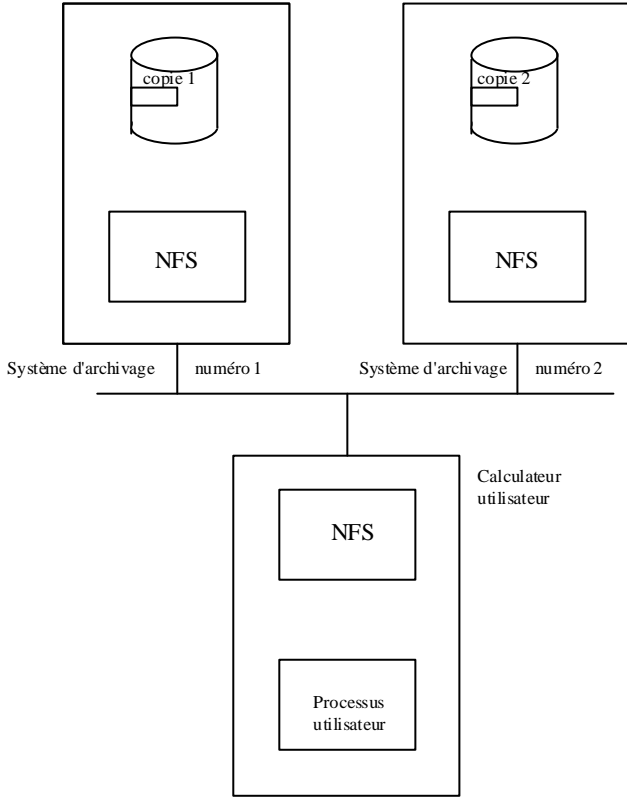 copie 1
copie 2
NFS
NFS
Système d'archivage numéro 1
Système d'archivage numéro 2
Calculateur
utilisateur
NFS
Processus
utilisateur